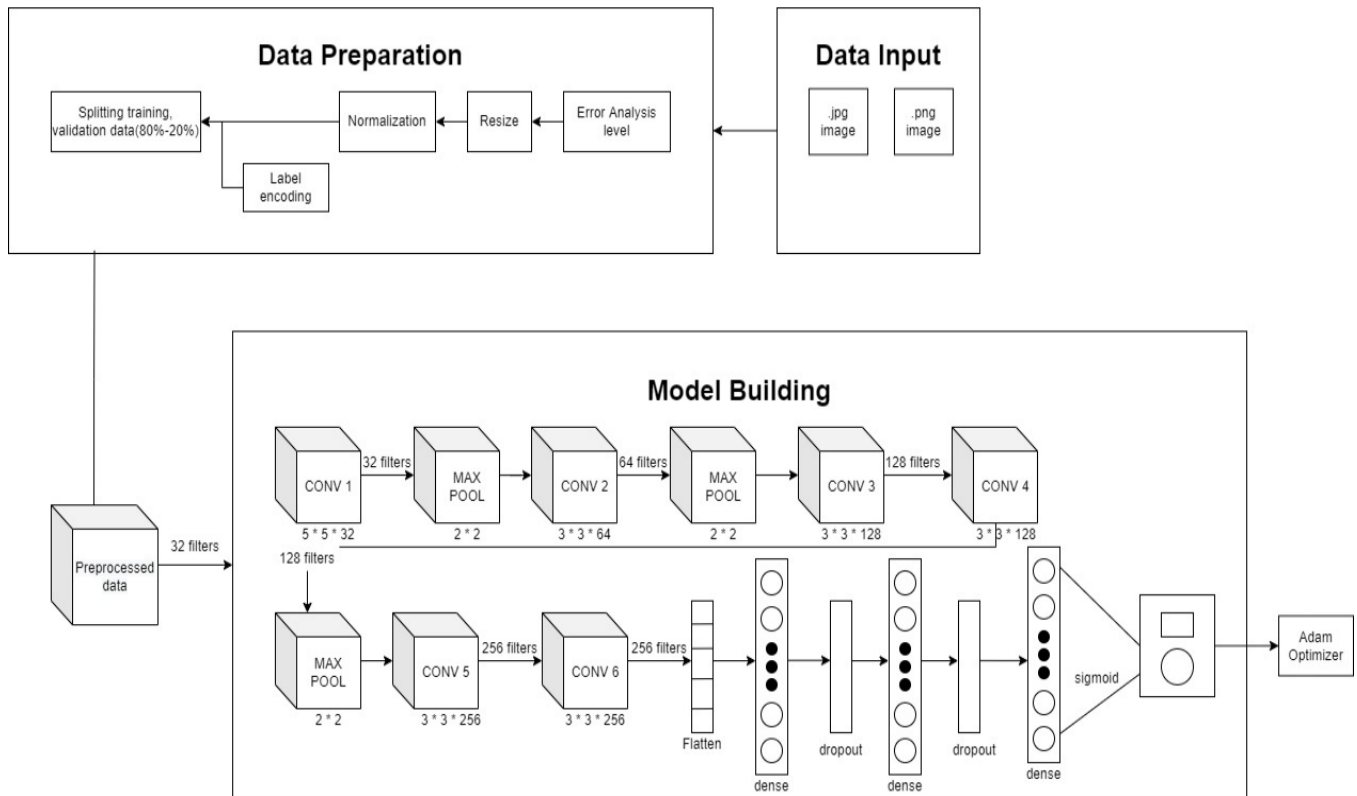 Data Preparation
Data Input
Splitting training,
validation data(80%-20%)
Normalization
Resize
Error Analysis
level
Label
encoding
.jpg
image
.png
image
Model Building
Preprocessed
data
32 filters
CONV 1
5 * 5 * 32
32 filters
MAX
POOL
2 * 2
CONV 2
3 * 3 * 64
64 filters
MAX
POOL
2 * 2
CONV 3
3 * 3 * 128
128 filters
CONV 4
3 * 3 * 128
128 filters
MAX
POOL
2 * 2
CONV 5
3 * 3 * 256
256 filters
CONV 6
3 * 3 * 256
256 filters
Flatten
dense
dropout
dense
dropout
dense
sigmoid
Adam
Optimizer